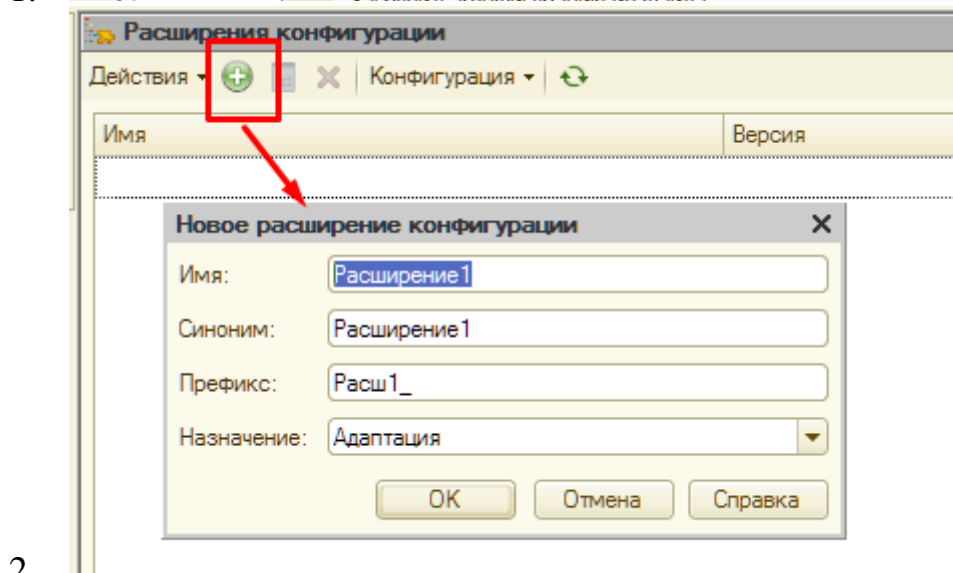 Расширения конфигурации
Действия Конфигурация
Имя Версия
Новое расширение конфигурации
Имя: Расширение1
Синоним: Расширение1
Префикс: Расш1_
Назначение: Адаптация
OK Отмена Справка
2